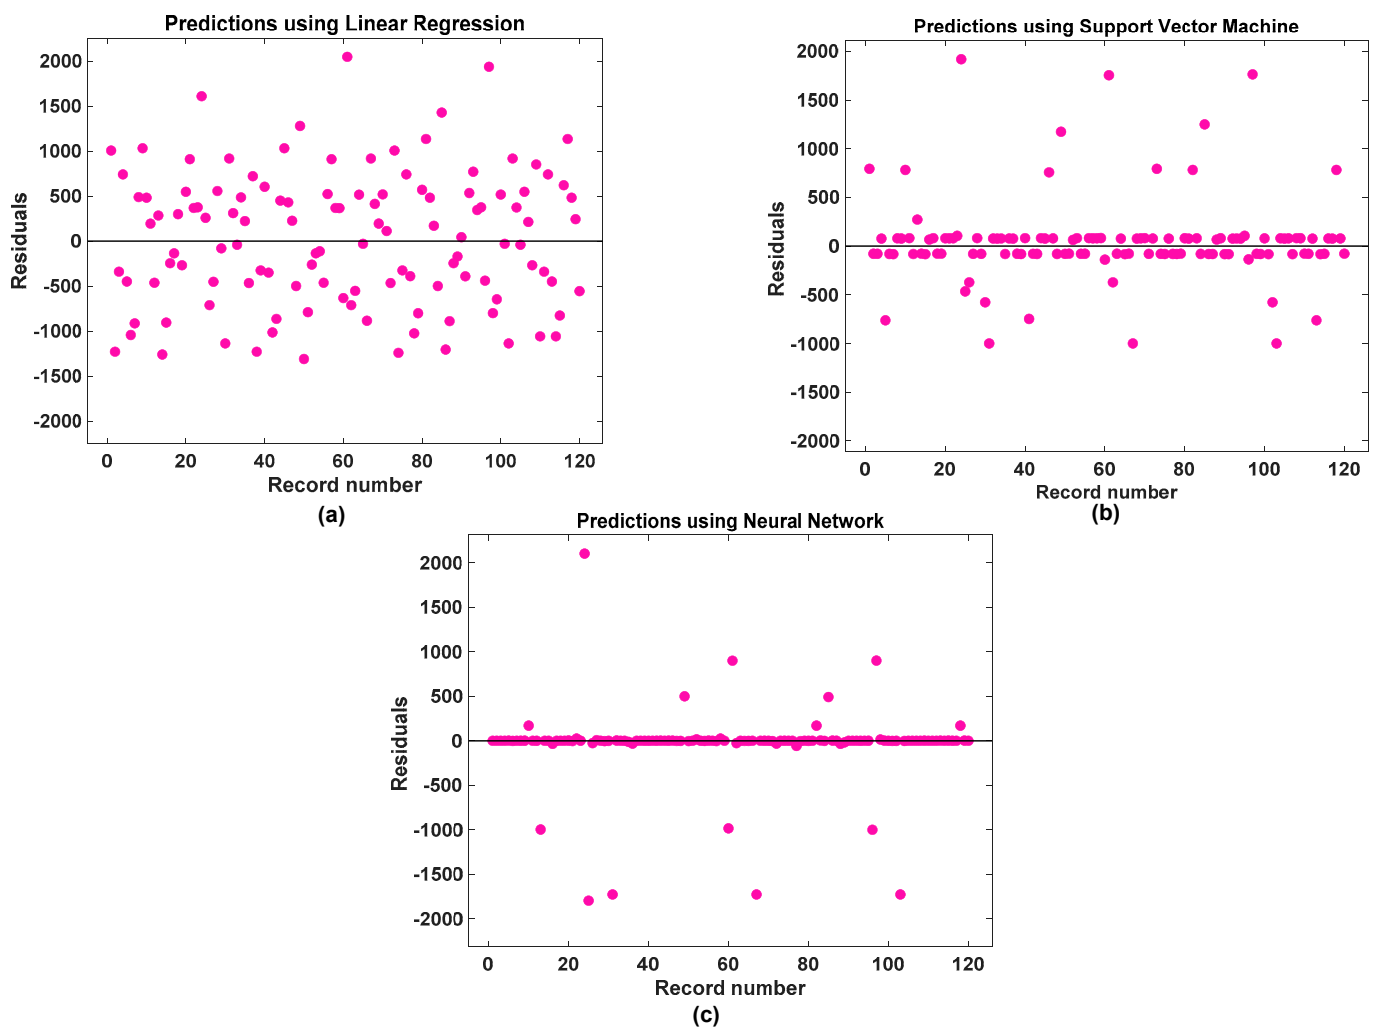 Predictions using Linear Regression
2000
1500
1000
500
0
-500
-1000
-1500
-2000
Residuals
0 20 40 60 80 100 120
Record number
(a)
Predictions using Support Vector Machine
2000
1500
1000
500
0
-500
-1000
-1500
-2000
Residuals
0 20 40 60 80 100 120
Record number
(b)
Predictions using Neural Network
2000
1500
1000
500
0
-500
-1000
-1500
-2000
Residuals
0 20 40 60 80 100 120
Record number
(c)